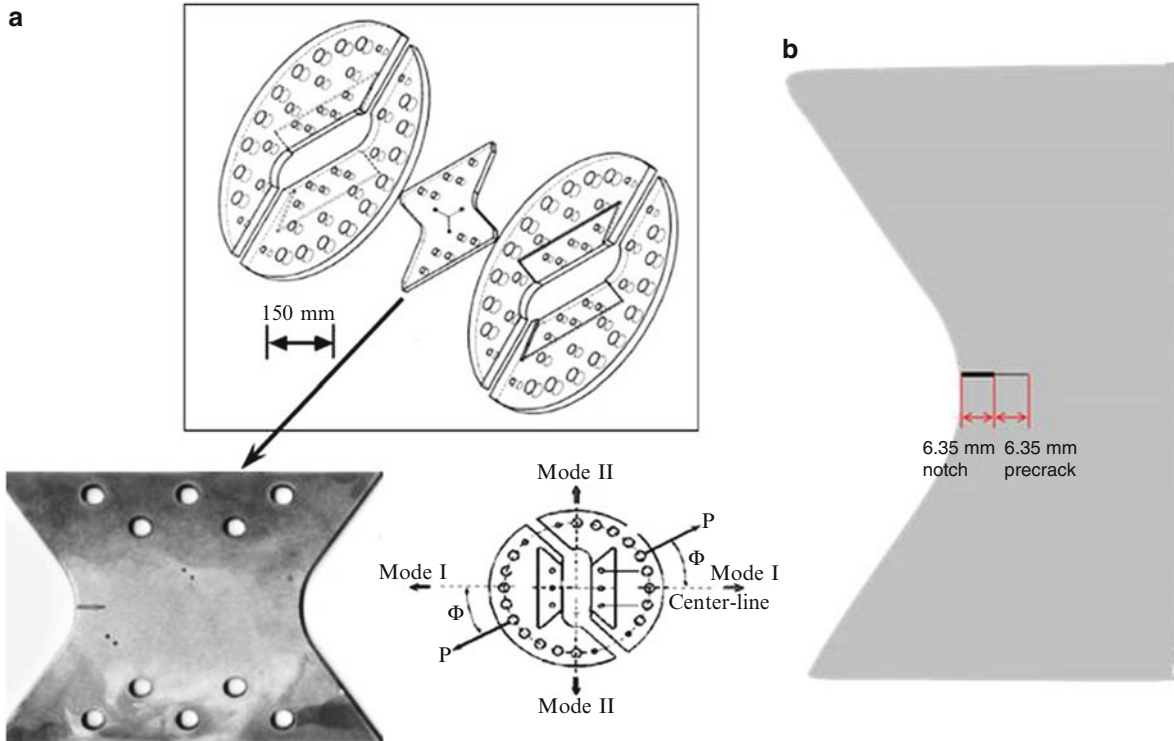 a
150 mm
Mode II
P
Φ
Mode I
Mode I
Center-line
Φ
P
Mode II
b
6.35 mm 6.35 mm
notch precrack